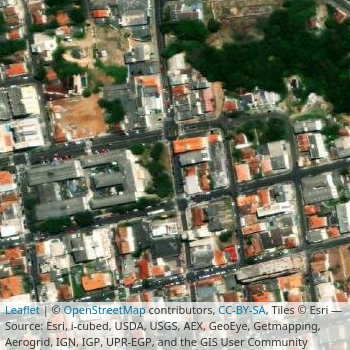 Leaflet | © OpenStreetMap contributors, CC-BY-SA, Tiles © Esri —
Source: Esri, i-cubed, USDA, USGS, AEX, GeoEye, Getmapping,
Aerogrid, IGN, IGP, UPR-EGP, and the GIS User Community